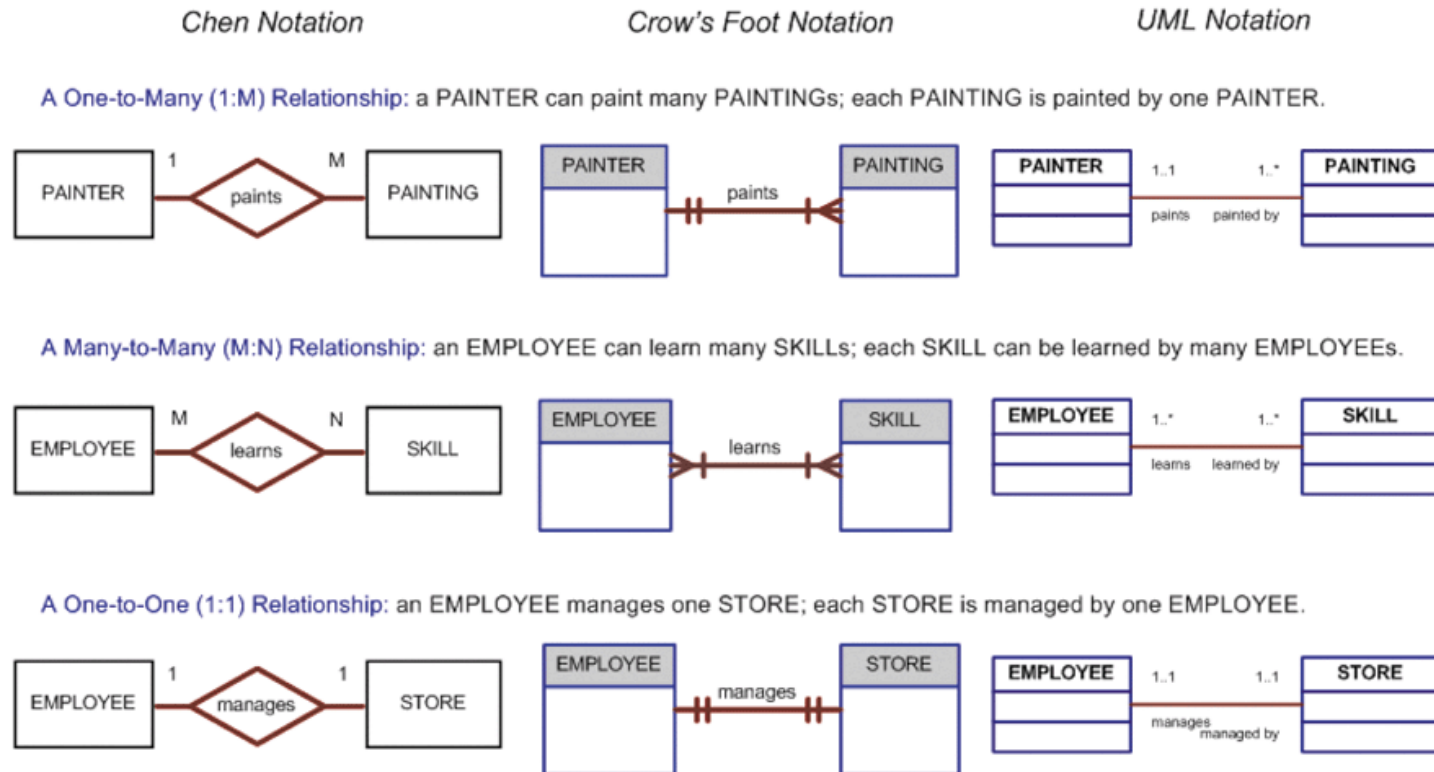 Chen Notation
Crow's Foot Notation
UML Notation
A One-to-Many (1:M) Relationship: a PAINTER can paint many PAINTINGs; each PAINTING is painted by one PAINTER.
PAINTER
1
paints
M
PAINTING
PAINTER
paints
PAINTING
PAINTER
1..1
1..*
paints
painted by
PAINTING
A Many-to-Many (M:N) Relationship: an EMPLOYEE can learn many SKILLs; each SKILL can be learned by many EMPLOYEEs.
EMPLOYEE
M
learns
N
SKILL
EMPLOYEE
learns
SKILL
EMPLOYEE
1..*
1..*
learns
learned by
SKILL
A One-to-One (1:1) Relationship: an EMPLOYEE manages one STORE; each STORE is managed by one EMPLOYEE.
EMPLOYEE
1
manages
1
STORE
EMPLOYEE
manages
STORE
EMPLOYEE
1..1
1..1
manages
managed by
STORE